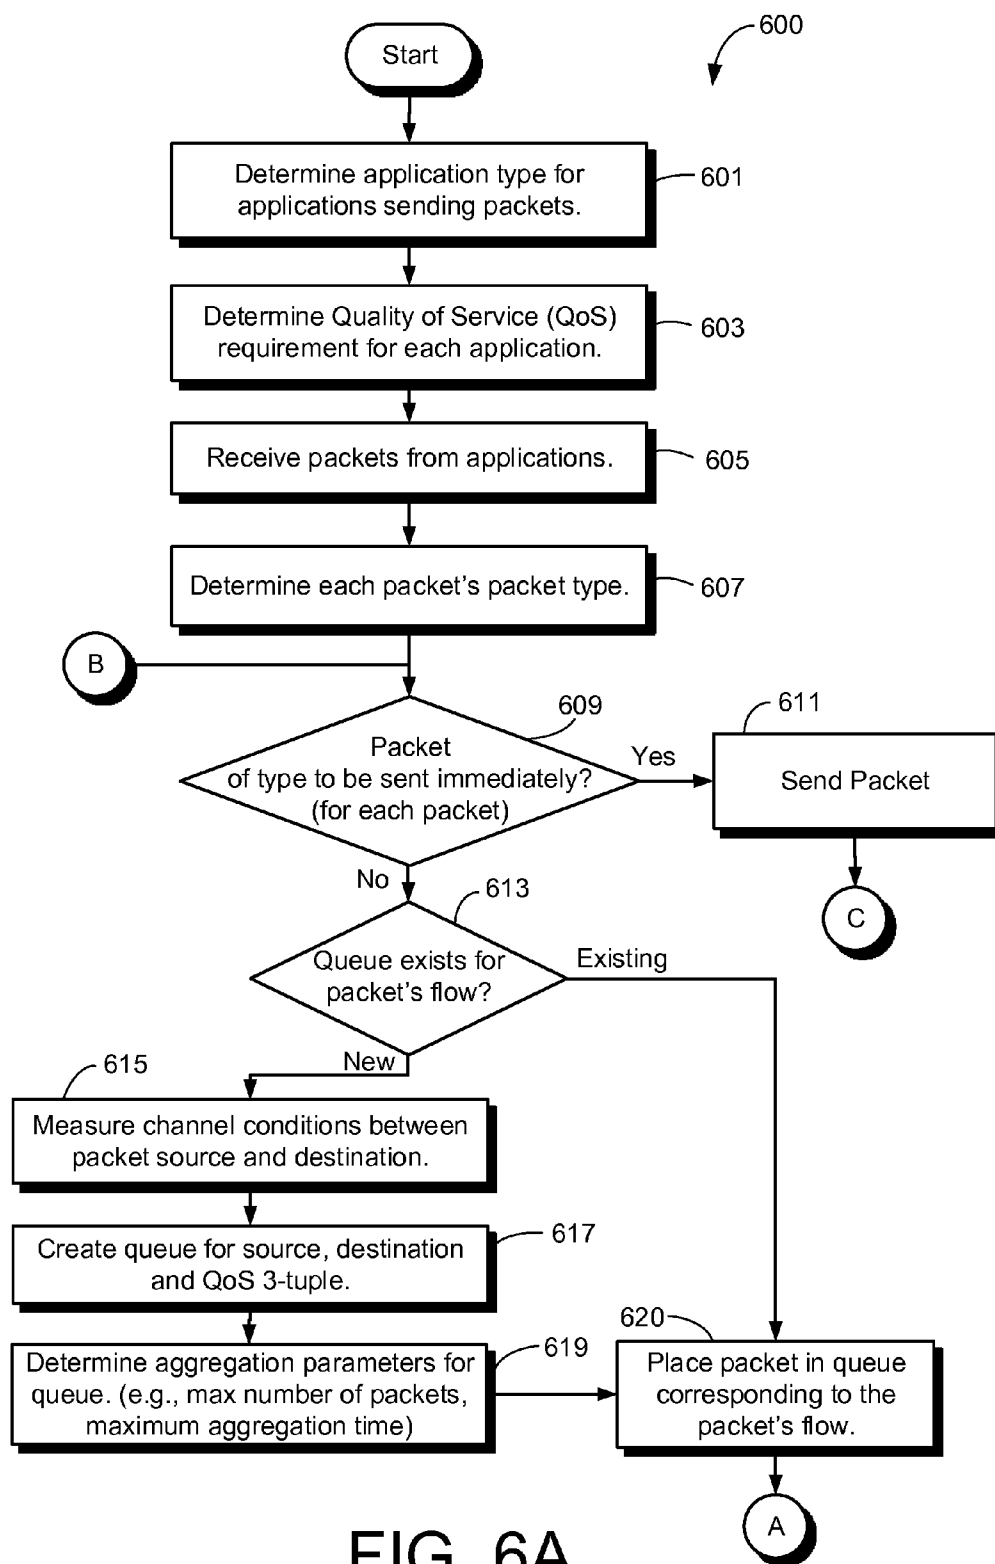 600
Start
Determine application type for
applications sending packets.
601
Determine Quality of Service (QoS)
requirement for each application.
603
Receive packets from applications.
605
Determine each packet's packet type.
607
B
609
Packet
of type to be sent immediately?
(for each packet)
Yes
611
Send Packet
C
No
613
Queue exists for
packet's flow?
Existing
New
615
Measure channel conditions between
packet source and destination.
617
Create queue for source, destination
and QoS 3-tuple.
619
Determine aggregation parameters for
queue. (e.g., max number of packets,
maximum aggregation time)
620
Place packet in queue
corresponding to the
packet's flow.
A
FIG. 6A